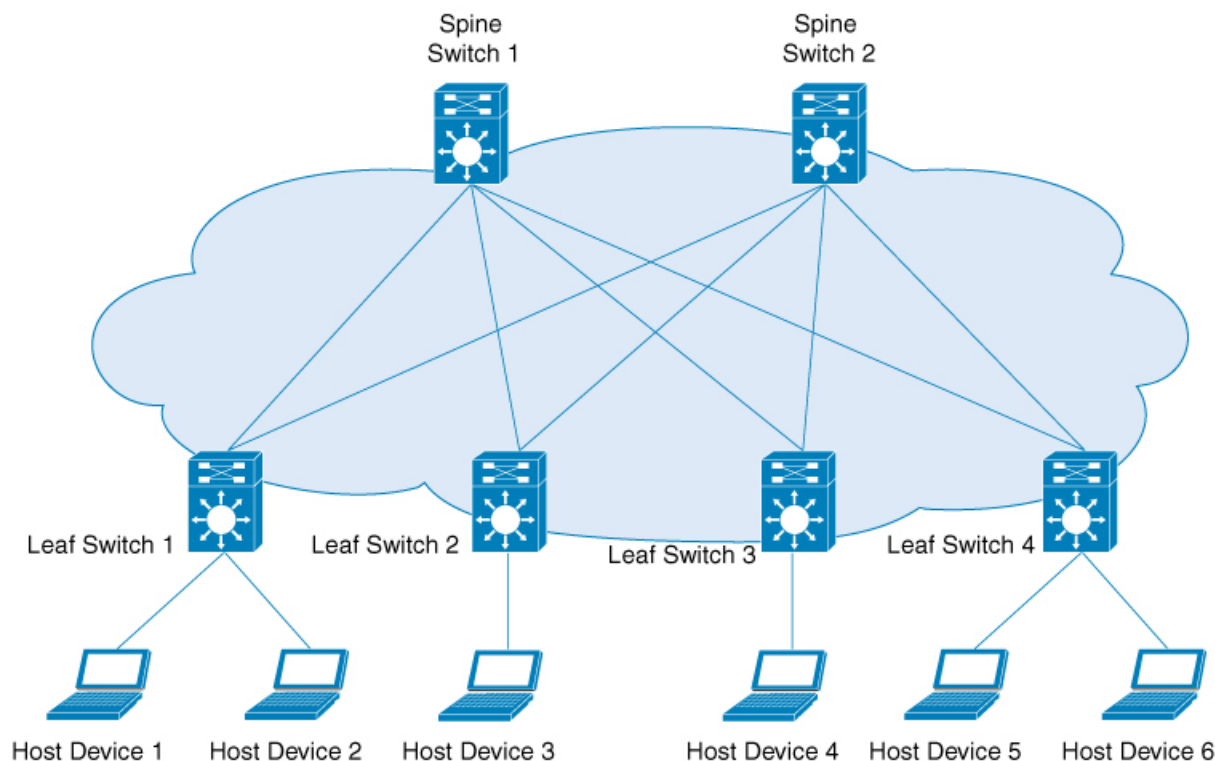 Spine
Switch 1
Spine
Switch 2
Leaf Switch 1
Leaf Switch 2
Leaf Switch 3
Leaf Switch 4
Host Device 1
Host Device 2
Host Device 3
Host Device 4
Host Device 5
Host Device 6